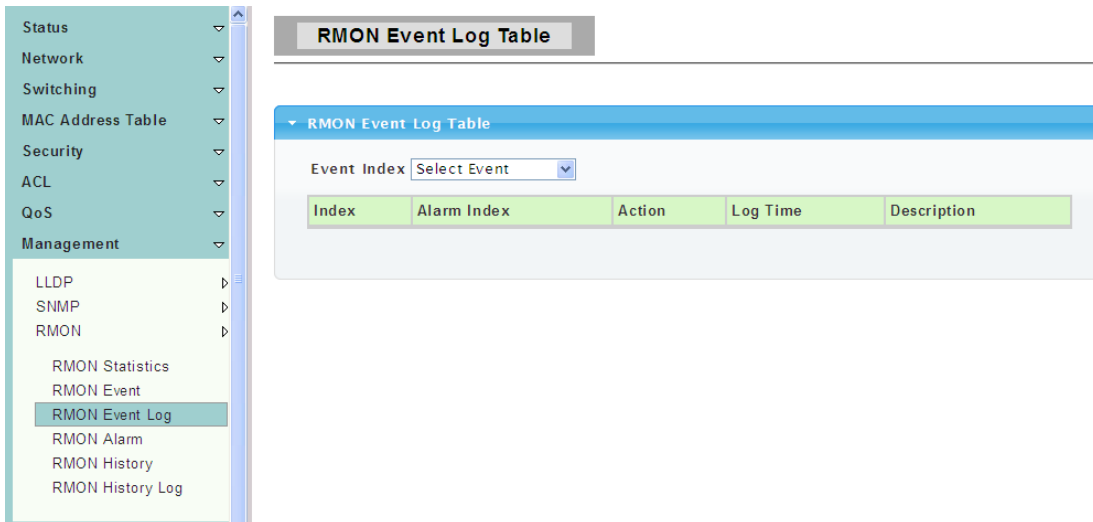 Status
Network
Switching
MAC Address Table
Security
ACL
QoS
Management
LLDP
SNMP
RMON
RMON Statistics
RMON Event
RMON Event Log
RMON Alarm
RMON History
RMON History Log
RMON Event Log Table
RMON Event Log Table
Event Index Select Event
Index Alarm Index Action Log Time Description